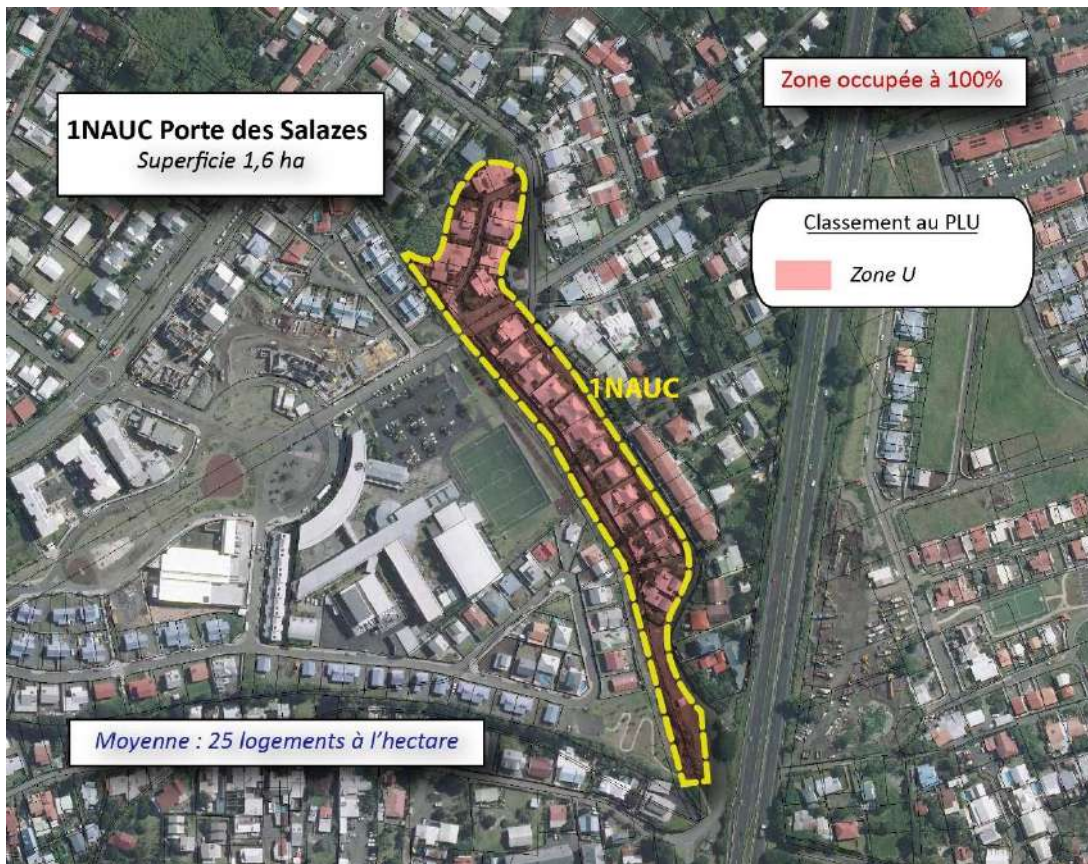 Zone occupée à 100%
1NAUC Porte des Salazes
Superficie 1,6 ha
Classement au PLU
Zone U
1NAUC
Moyenne : 25 logements à l'hectare